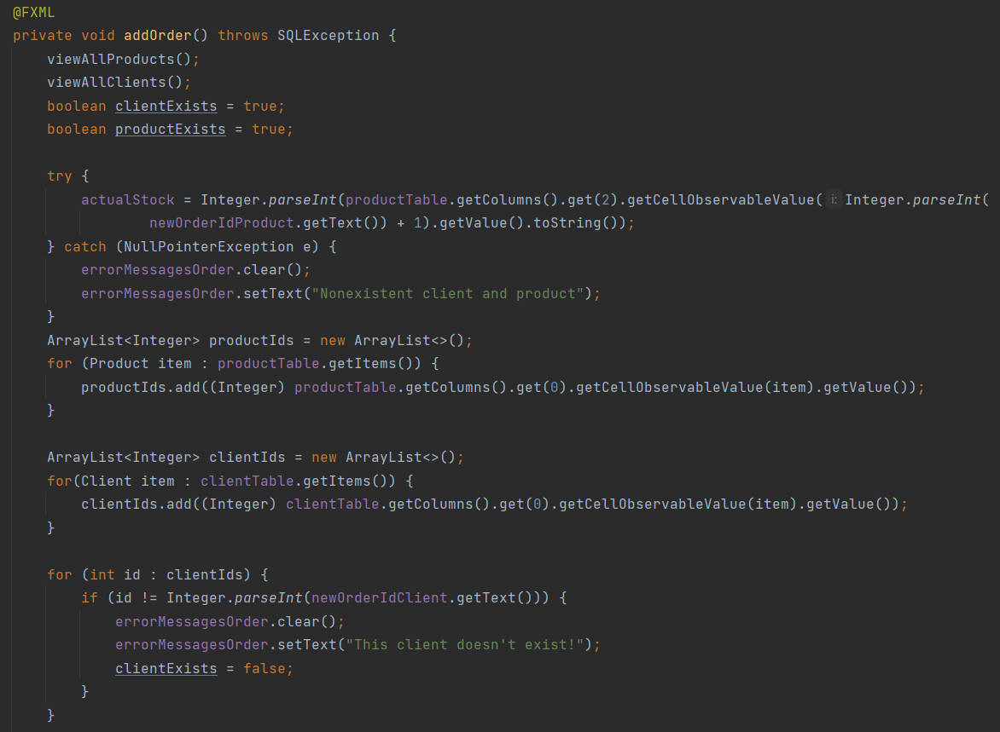 @FXML
private void addOrder() throws SQLException {
    viewAllProducts();
    viewAllClients();
    boolean clientExists = true;
    boolean productExists = true;

    try {
        actualStock = Integer.parseInt(productTable.getColumns().get(2).getCellObservableValue( i: Integer.parseInt(
                newOrderIdProduct.getText()) + 1).getValue().toString());
    } catch (NullPointerException e) {
        errorMessagesOrder.clear();
        errorMessagesOrder.setText("Nonexistent client and product");
    }
    ArrayList<Integer> productIds = new ArrayList<>();
    for (Product item : productTable.getItems()) {
        productIds.add((Integer) productTable.getColumns().get(0).getCellObservableValue(item).getValue());
    }

    ArrayList<Integer> clientIds = new ArrayList<>();
    for(Client item : clientTable.getItems()) {
        clientIds.add((Integer) clientTable.getColumns().get(0).getCellObservableValue(item).getValue());
    }

    for (int id : clientIds) {
        if (id != Integer.parseInt(newOrderIdClient.getText())) {
            errorMessagesOrder.clear();
            errorMessagesOrder.setText("This client doesn't exist!");
            clientExists = false;
        }
    }